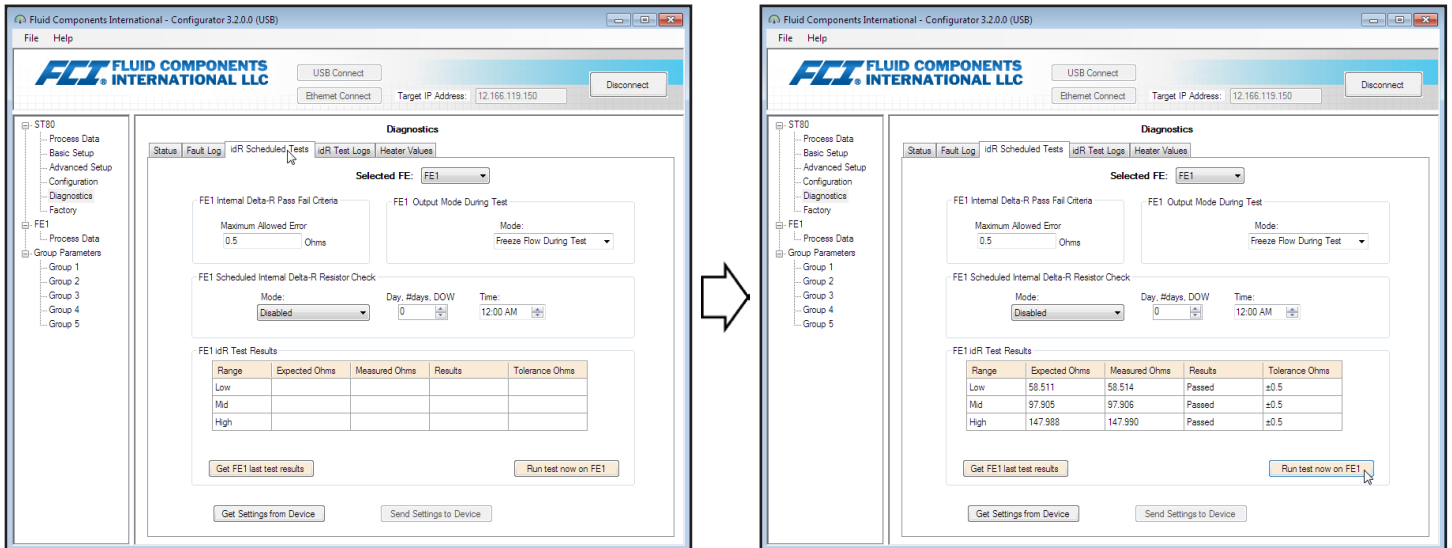 Fluid Components International - Configurator 3.2.0.0 (USB)
File Help
FCI FLUID COMPONENTS
® INTERNATIONAL LLC
USB Connect
Ethernet Connect Target IP Address: 12.166.119.150
Disconnect
ST80
Process Data
Basic Setup
Advanced Setup
Configuration
Diagnostics
Factory
FE1
Process Data
Group Parameters
Group 1
Group 2
Group 3
Group 4
Group 5
Diagnostics
Status Fault Log idR Scheduled Tests idR Test Logs Heater Values
Selected FE: FE1
FE1 Internal Delta-R Pass Fail Criteria
Maximum Allowed Error
0.5 Ohms
FE1 Output Mode During Test
Mode:
Freeze Flow During Test
FE1 Scheduled Internal Delta-R Resistor Check
Mode: Day, #days, DOW Time:
Disabled 0 12:00 AM
FE1 idR Test Results
Range Expected Ohms Measured Ohms Results Tolerance Ohms
Low
Mid
High
Get FE1 last test results Run test now on FE1
Get Settings from Device Send Settings to Device
Fluid Components International - Configurator 3.2.0.0 (USB)
File Help
FCI FLUID COMPONENTS
® INTERNATIONAL LLC
USB Connect
Ethernet Connect Target IP Address: 12.166.119.150
Disconnect
ST80
Process Data
Basic Setup
Advanced Setup
Configuration
Diagnostics
Factory
FE1
Process Data
Group Parameters
Group 1
Group 2
Group 3
Group 4
Group 5
Diagnostics
Status Fault Log idR Scheduled Tests idR Test Logs Heater Values
Selected FE: FE1
FE1 Internal Delta-R Pass Fail Criteria
Maximum Allowed Error
0.5 Ohms
FE1 Output Mode During Test
Mode:
Freeze Flow During Test
FE1 Scheduled Internal Delta-R Resistor Check
Mode: Day, #days, DOW Time:
Disabled 0 12:00 AM
FE1 idR Test Results
Range Expected Ohms Measured Ohms Results Tolerance Ohms
Low 58.511 58.514 Passed ±0.5
Mid 97.905 97.906 Passed ±0.5
High 147.988 147.990 Passed ±0.5
Get FE1 last test results Run test now on FE1
Get Settings from Device Send Settings to Device